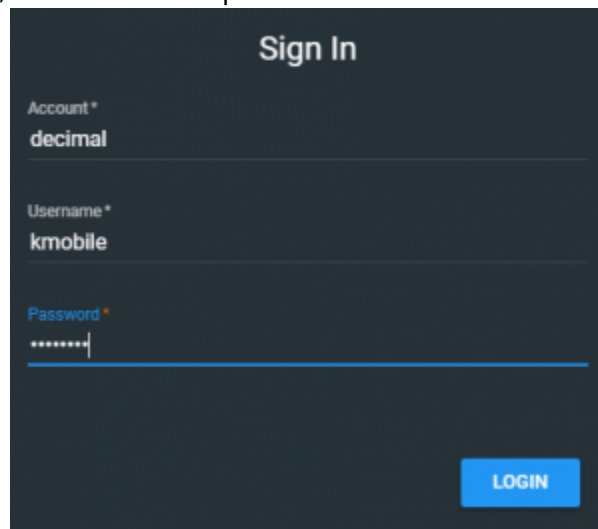 Sign In
Account*
decimal
Username*
kmobile
Password*
••••••••
LOGIN